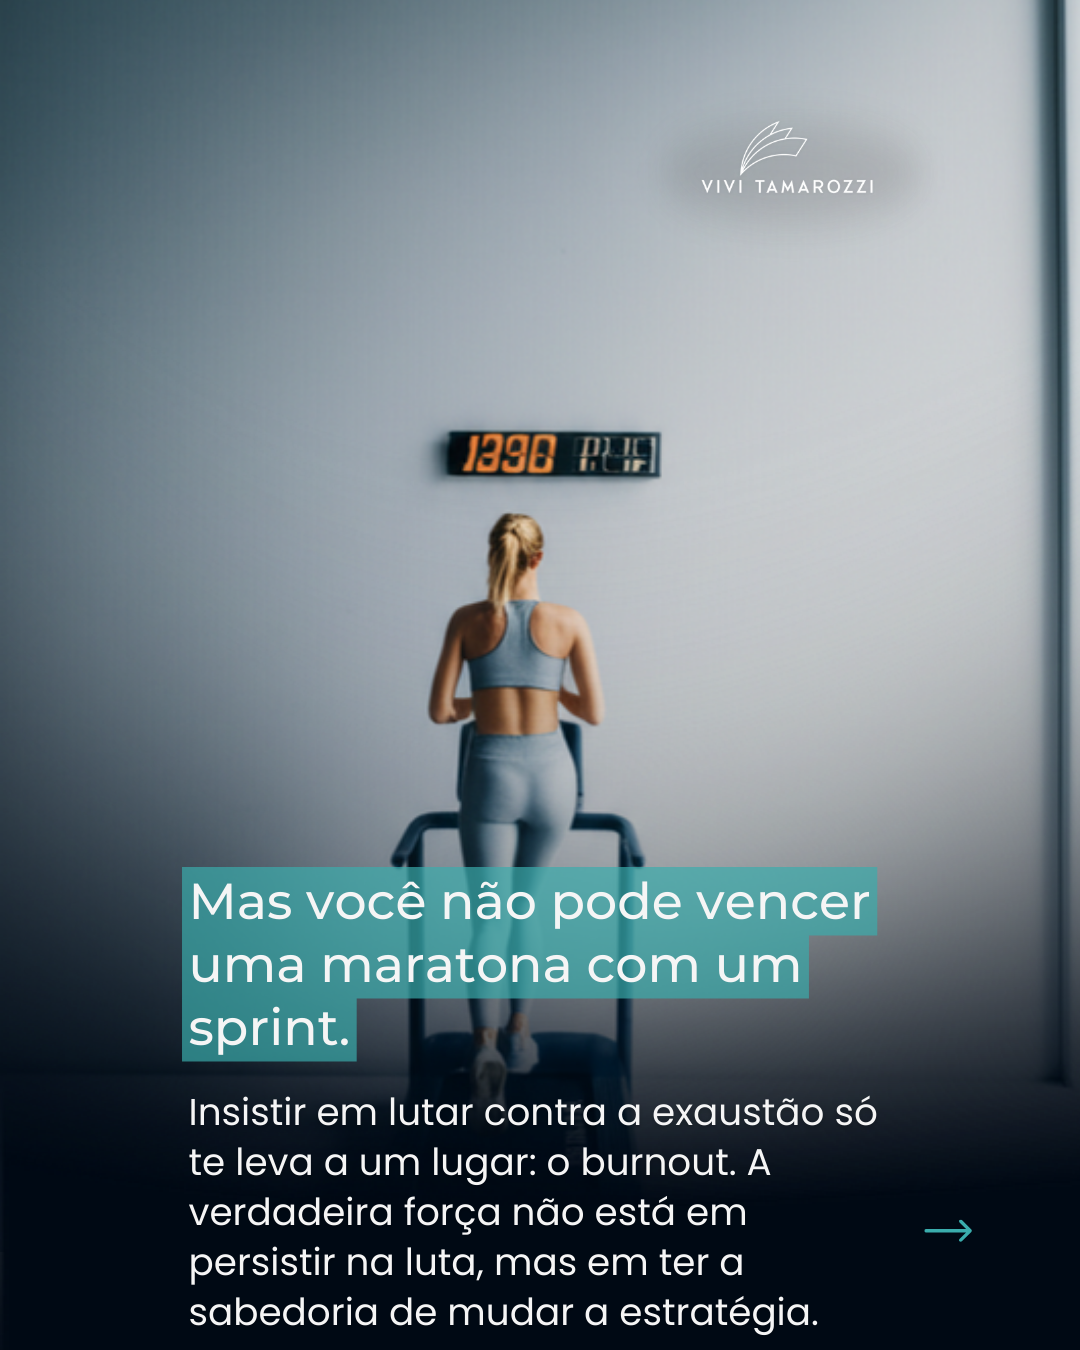 VIVI TAMAROZZI
Mas você não pode vencer
uma maratona com um
sprint.
Insistir em lutar contra a exaustão só
te leva a um lugar: o burnout. A
verdadeira força não está em
persistir na luta, mas em ter a
sabedoria de mudar a estratégia.